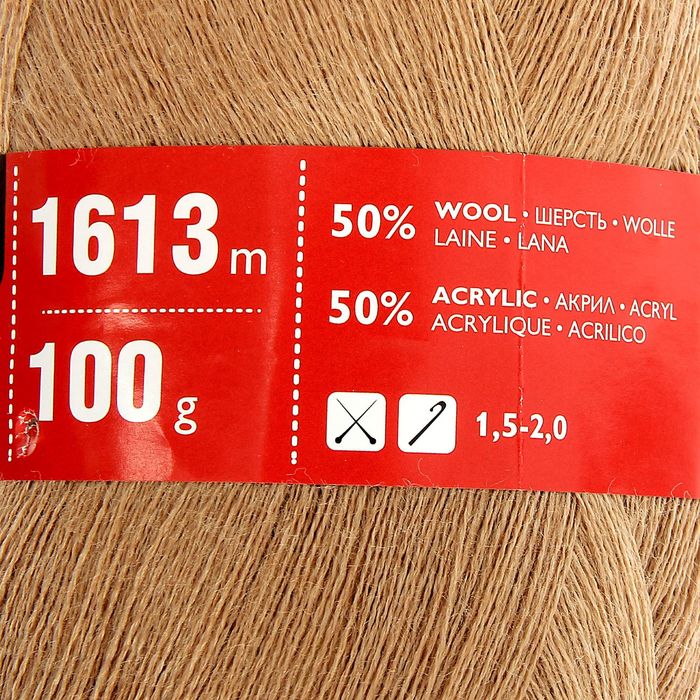 1613 m
100 g
50% WOOL • ШЕРСТЬ • WOLLE
LAINE • LANA
50% ACRYLIC • АКРИЛ • ACRYL
ACRYLIQUE • ACRILICO
1,5-2,0